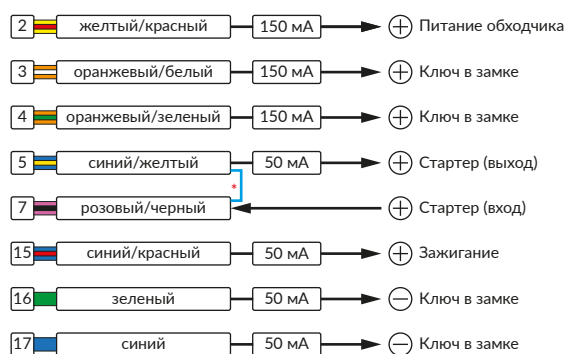 2 желтый/красный 150 мА + Питание обходчика
3 оранжевый/белый 150 мА + Ключ в замке
4 оранжевый/зеленый 150 мА + Ключ в замке
5 синий/желтый 50 мА + Стартер (выход)
*
7 розовый/черный + Стартер (вход)
15 синий/красный 50 мА + Зажигание
16 зеленый 50 мА − Ключ в замке
17 синий 50 мА − Ключ в замке